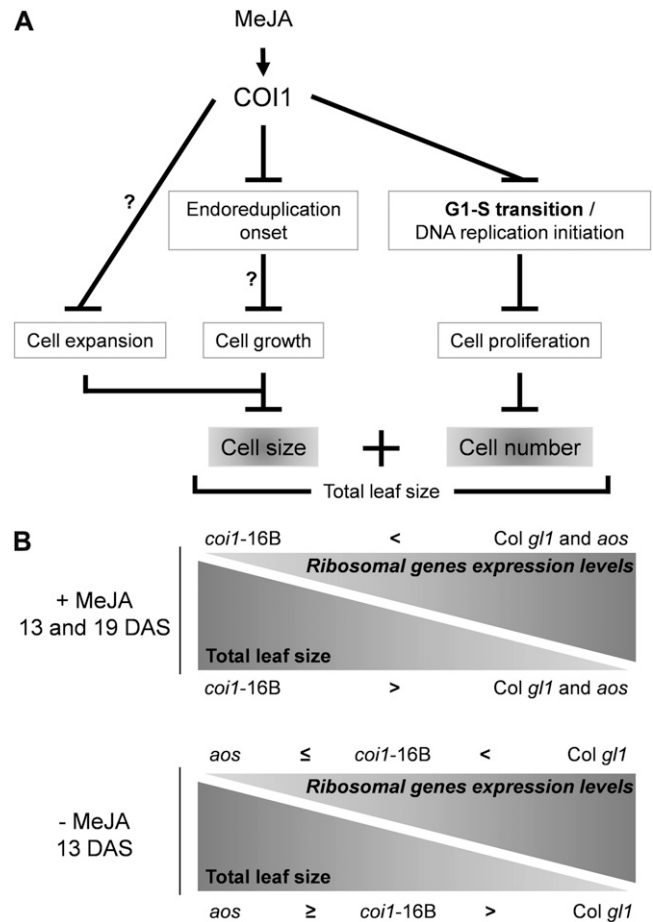 A
MeJA
COI1
?
Endoreduplication
onset
G1-S transition /
DNA replication initiation
?
Cell expansion
Cell growth
Cell proliferation
Cell size
+
Cell number
Total leaf size
B
coi1-16B < Col gl1 and aos
Ribosomal genes expression levels
+ MeJA
13 and 19 DAS
Total leaf size
coi1-16B > Col gl1 and aos
aos ≤ coi1-16B < Col gl1
Ribosomal genes expression levels
- MeJA
13 DAS
Total leaf size
aos ≥ coi1-16B > Col gl1